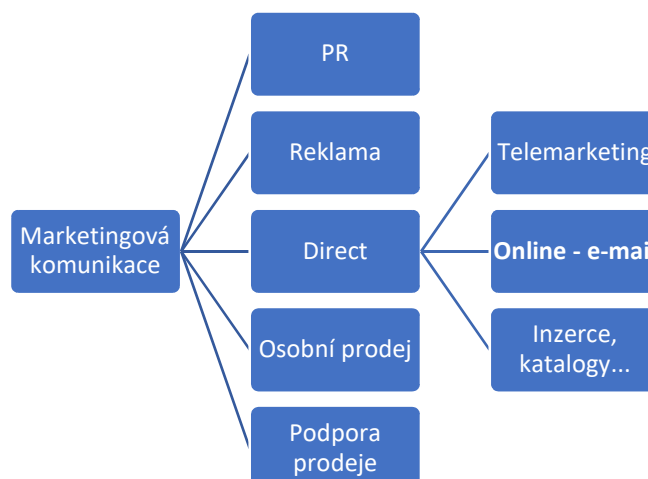 PR
Reklama
Telemarketing
Marketingová
komunikace
Direct
Online - e-mai
Osobní prodej
Inzerce,
katalogy...
Podpora
prodeje